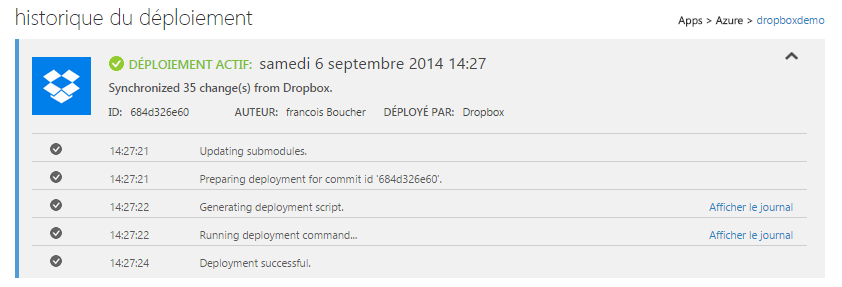 historique du déploiement
Apps > Azure > dropboxdemo
DÉPLOIEMENT ACTIF: samedi 6 septembre 2014 14:27
Synchronized 35 change(s) from Dropbox.
ID: 684d326e60 AUTEUR: francois Boucher DÉPLOYÉ PAR: Dropbox
14:27:21 Updating submodules.
14:27:21 Preparing deployment for commit id '684d326e60'.
14:27:22 Generating deployment script. Afficher le journal
14:27:22 Running deployment command... Afficher le journal
14:27:24 Deployment successful.